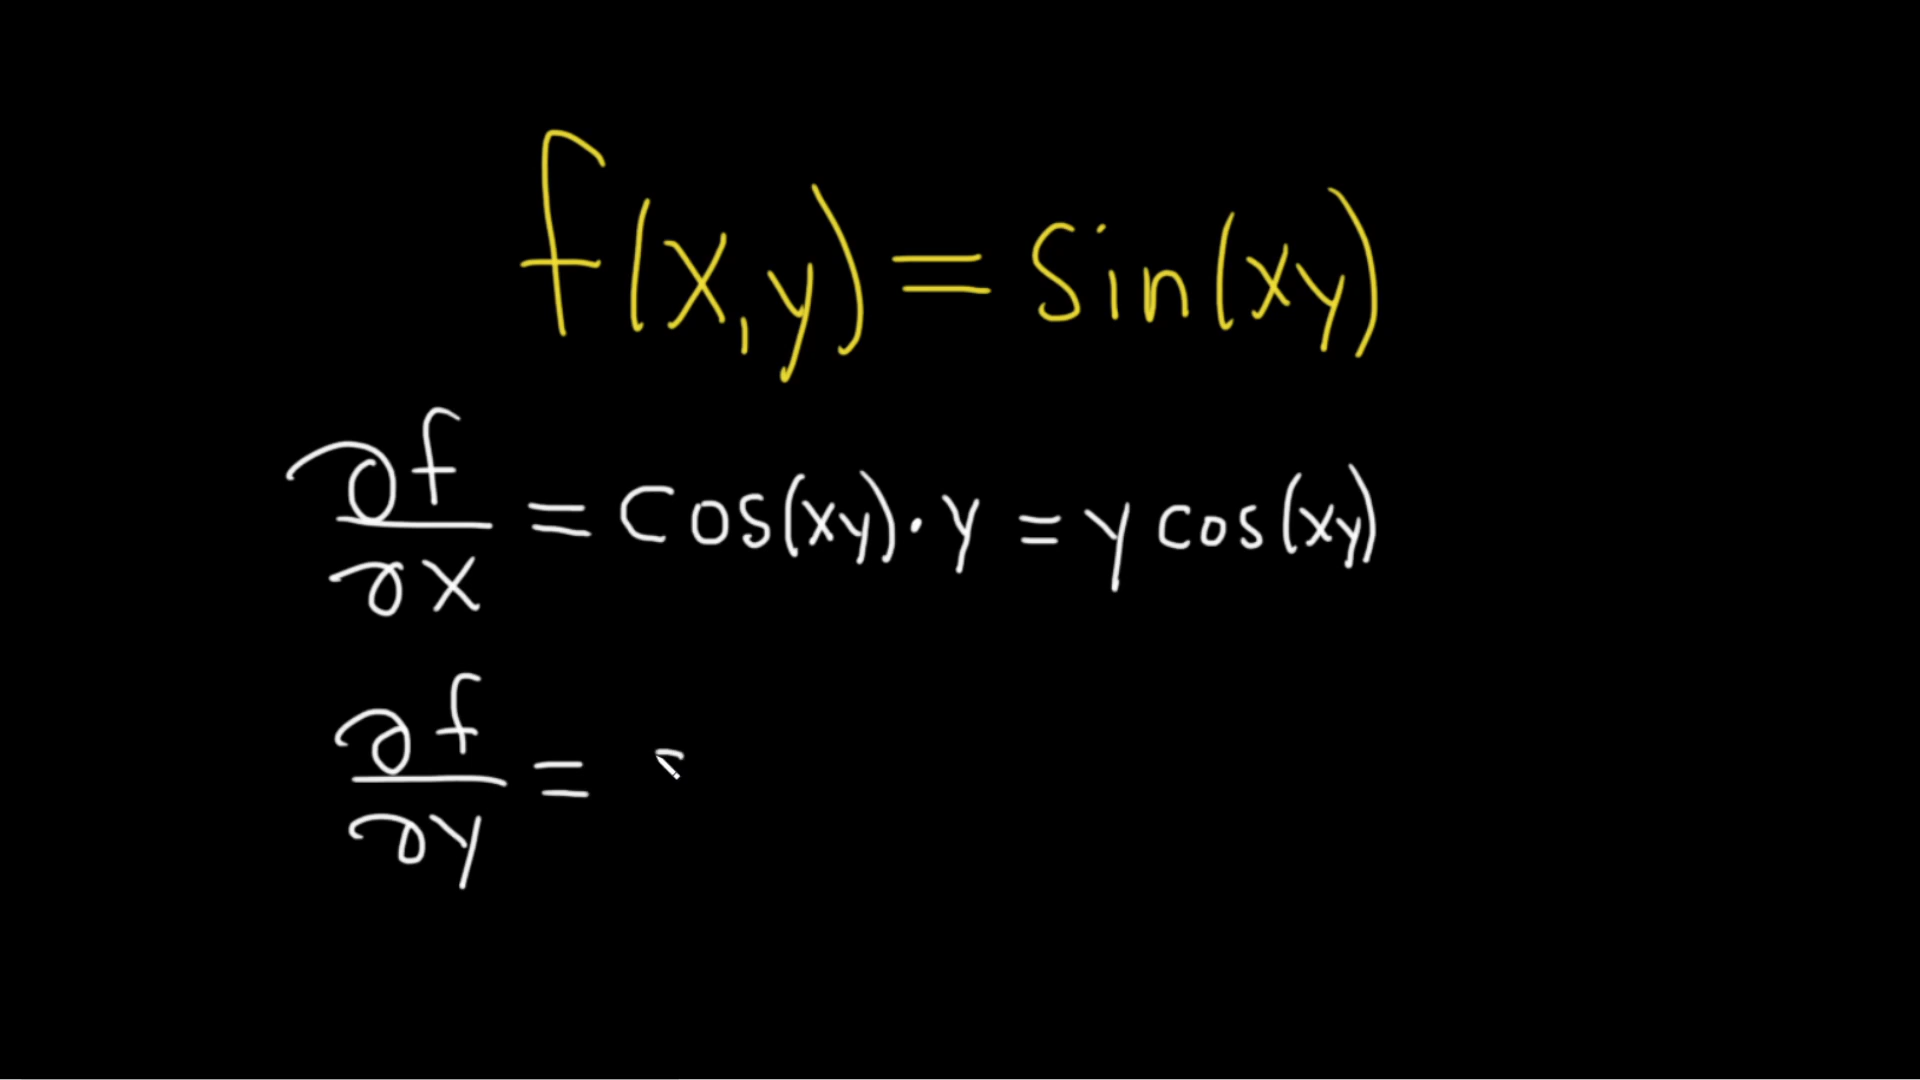 f(x,y) = sin(xy)
∂f/∂x = cos(xy) · y = y cos(xy)
∂f/∂y =